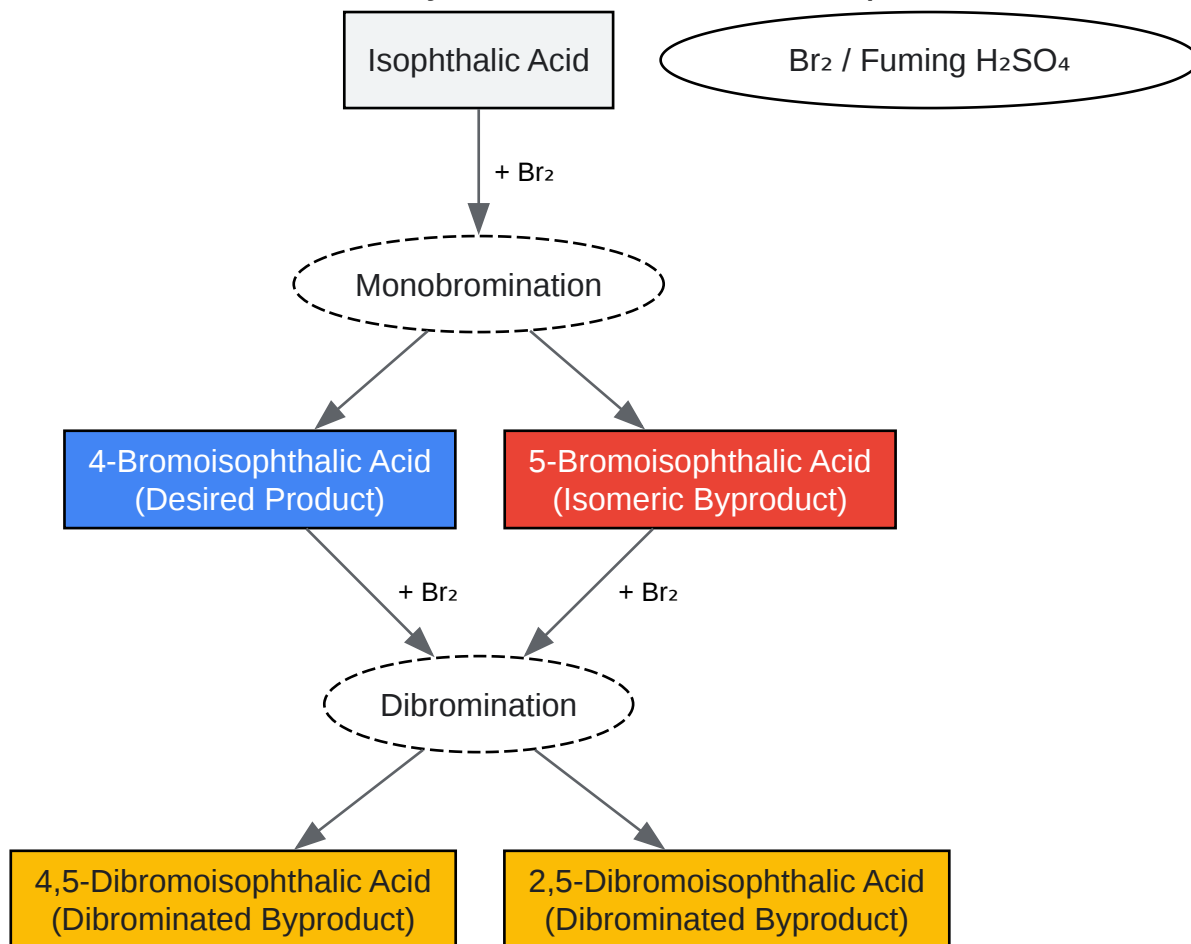 Isophthalic Acid
Br₂ / Fuming H₂SO₄
+ Br₂
Monobromination
4-Bromoisophthalic Acid
(Desired Product)
5-Bromoisophthalic Acid
(Isomeric Byproduct)
+ Br₂
+ Br₂
Dibromination
4,5-Dibromoisophthalic Acid
(Dibrominated Byproduct)
2,5-Dibromoisophthalic Acid
(Dibrominated Byproduct)